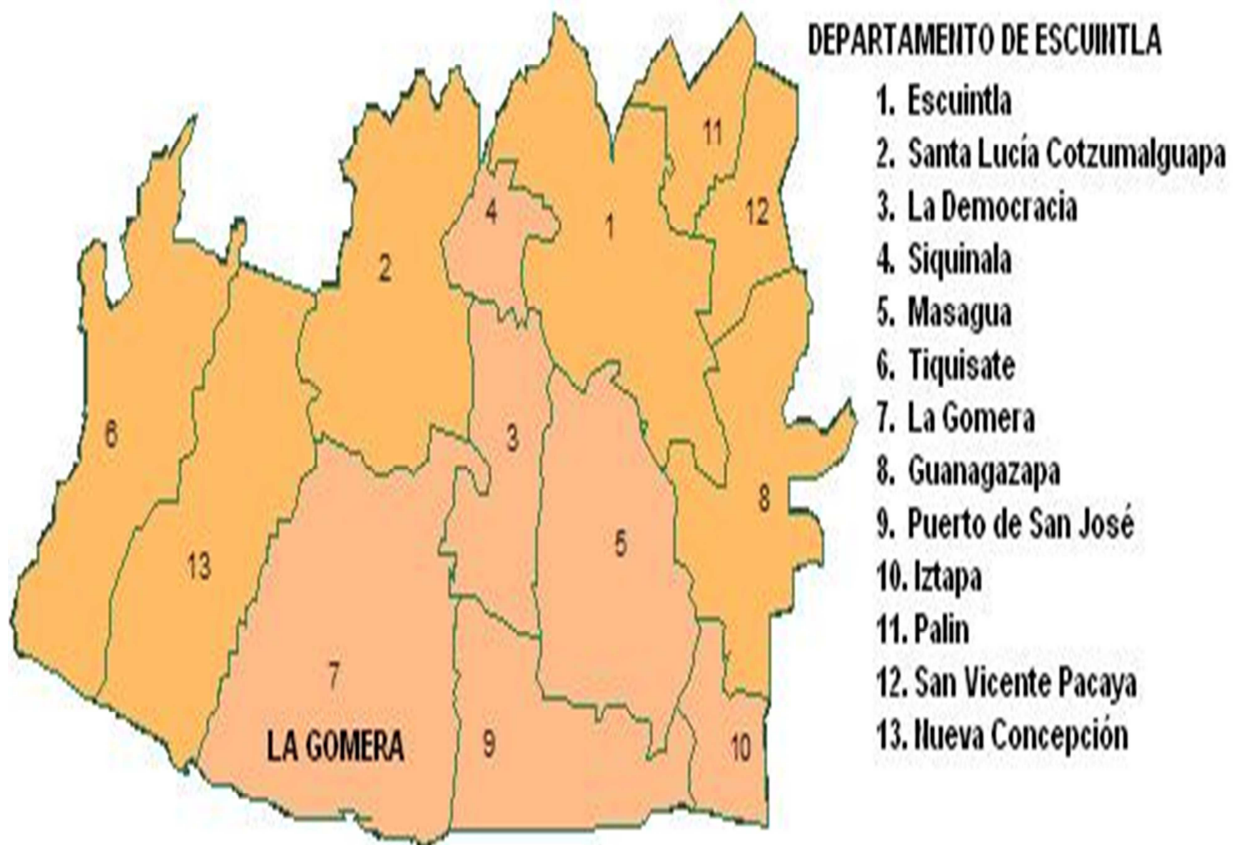 DEPARTAMENTO DE ESCUINTLA
1. Escuintla
2. Santa Lucía Cotzumalguapa
3. La Democracia
4. Siquinala
5. Masagua
6. Tiquisate
7. La Gomera
8. Guanagazapa
9. Puerto de San José
10. Iztapa
11. Palin
12. San Vicente Pacaya
13. Nueva Concepción
11
4
12
1
2
6
3
8
5
13
7
LA GOMERA
9
10